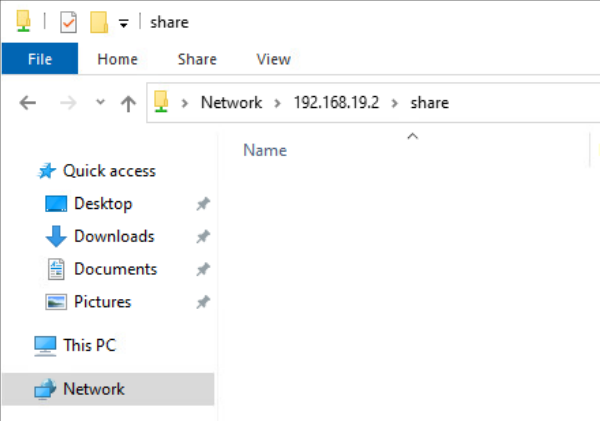 share
File Home Share View
Network > 192.168.19.2 > share
Name
Quick access
Desktop
Downloads
Documents
Pictures
This PC
Network